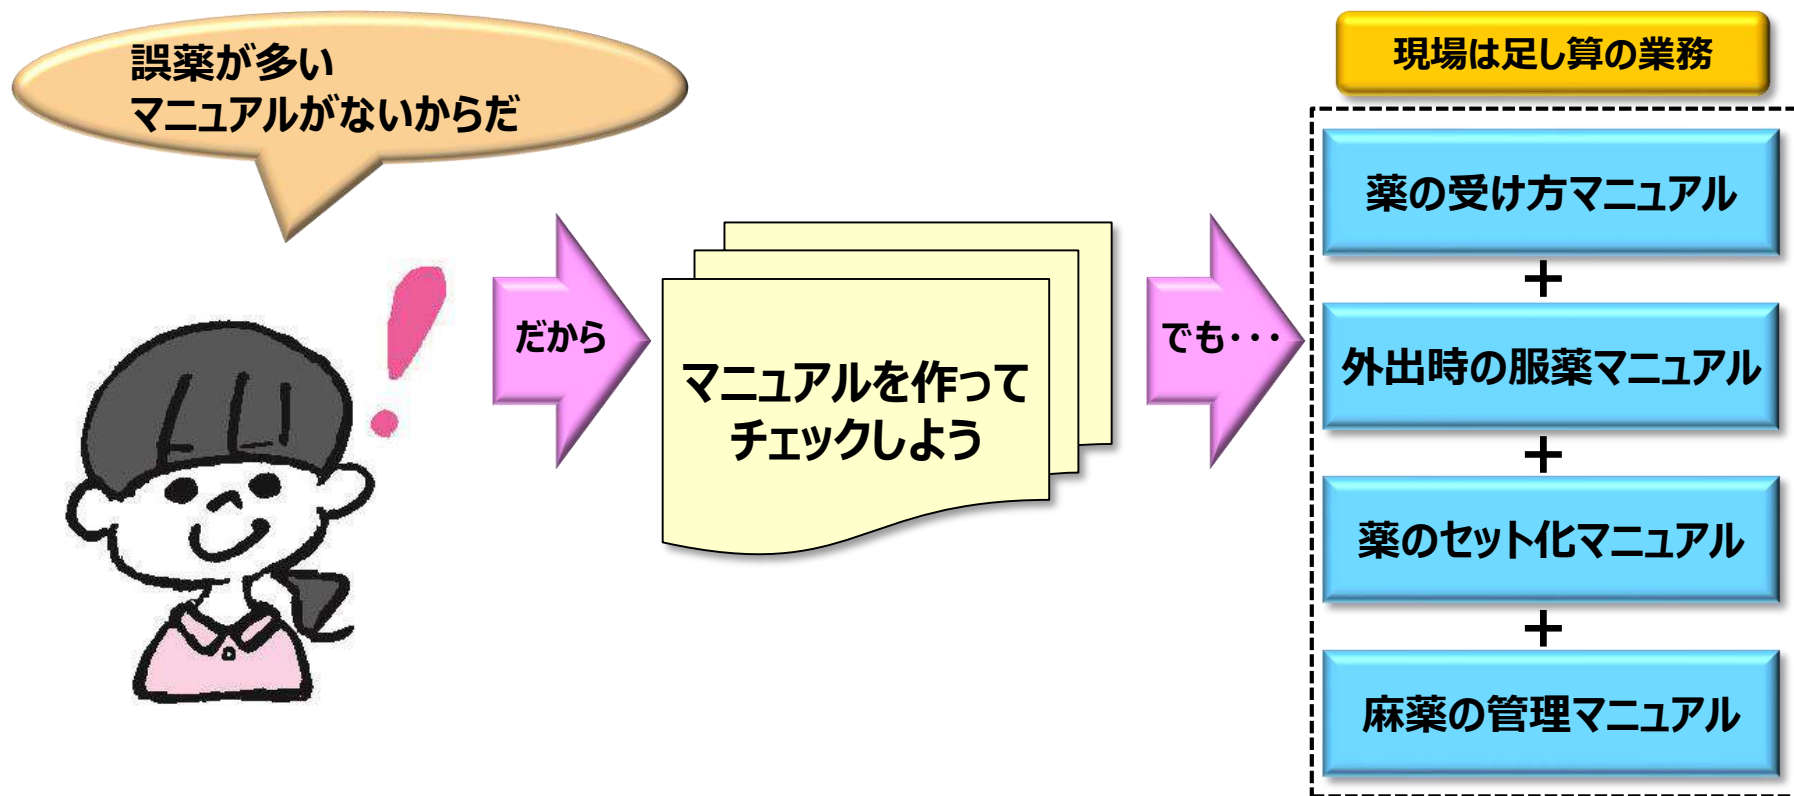 誤薬が多い
マニュアルがないからだ
だから
マニュアルを作って
チェックしよう
でも・・・
現場は足し算の業務
薬の受け方マニュアル
+
外出時の服薬マニュアル
+
薬のセット化マニュアル
+
麻薬の管理マニュアル